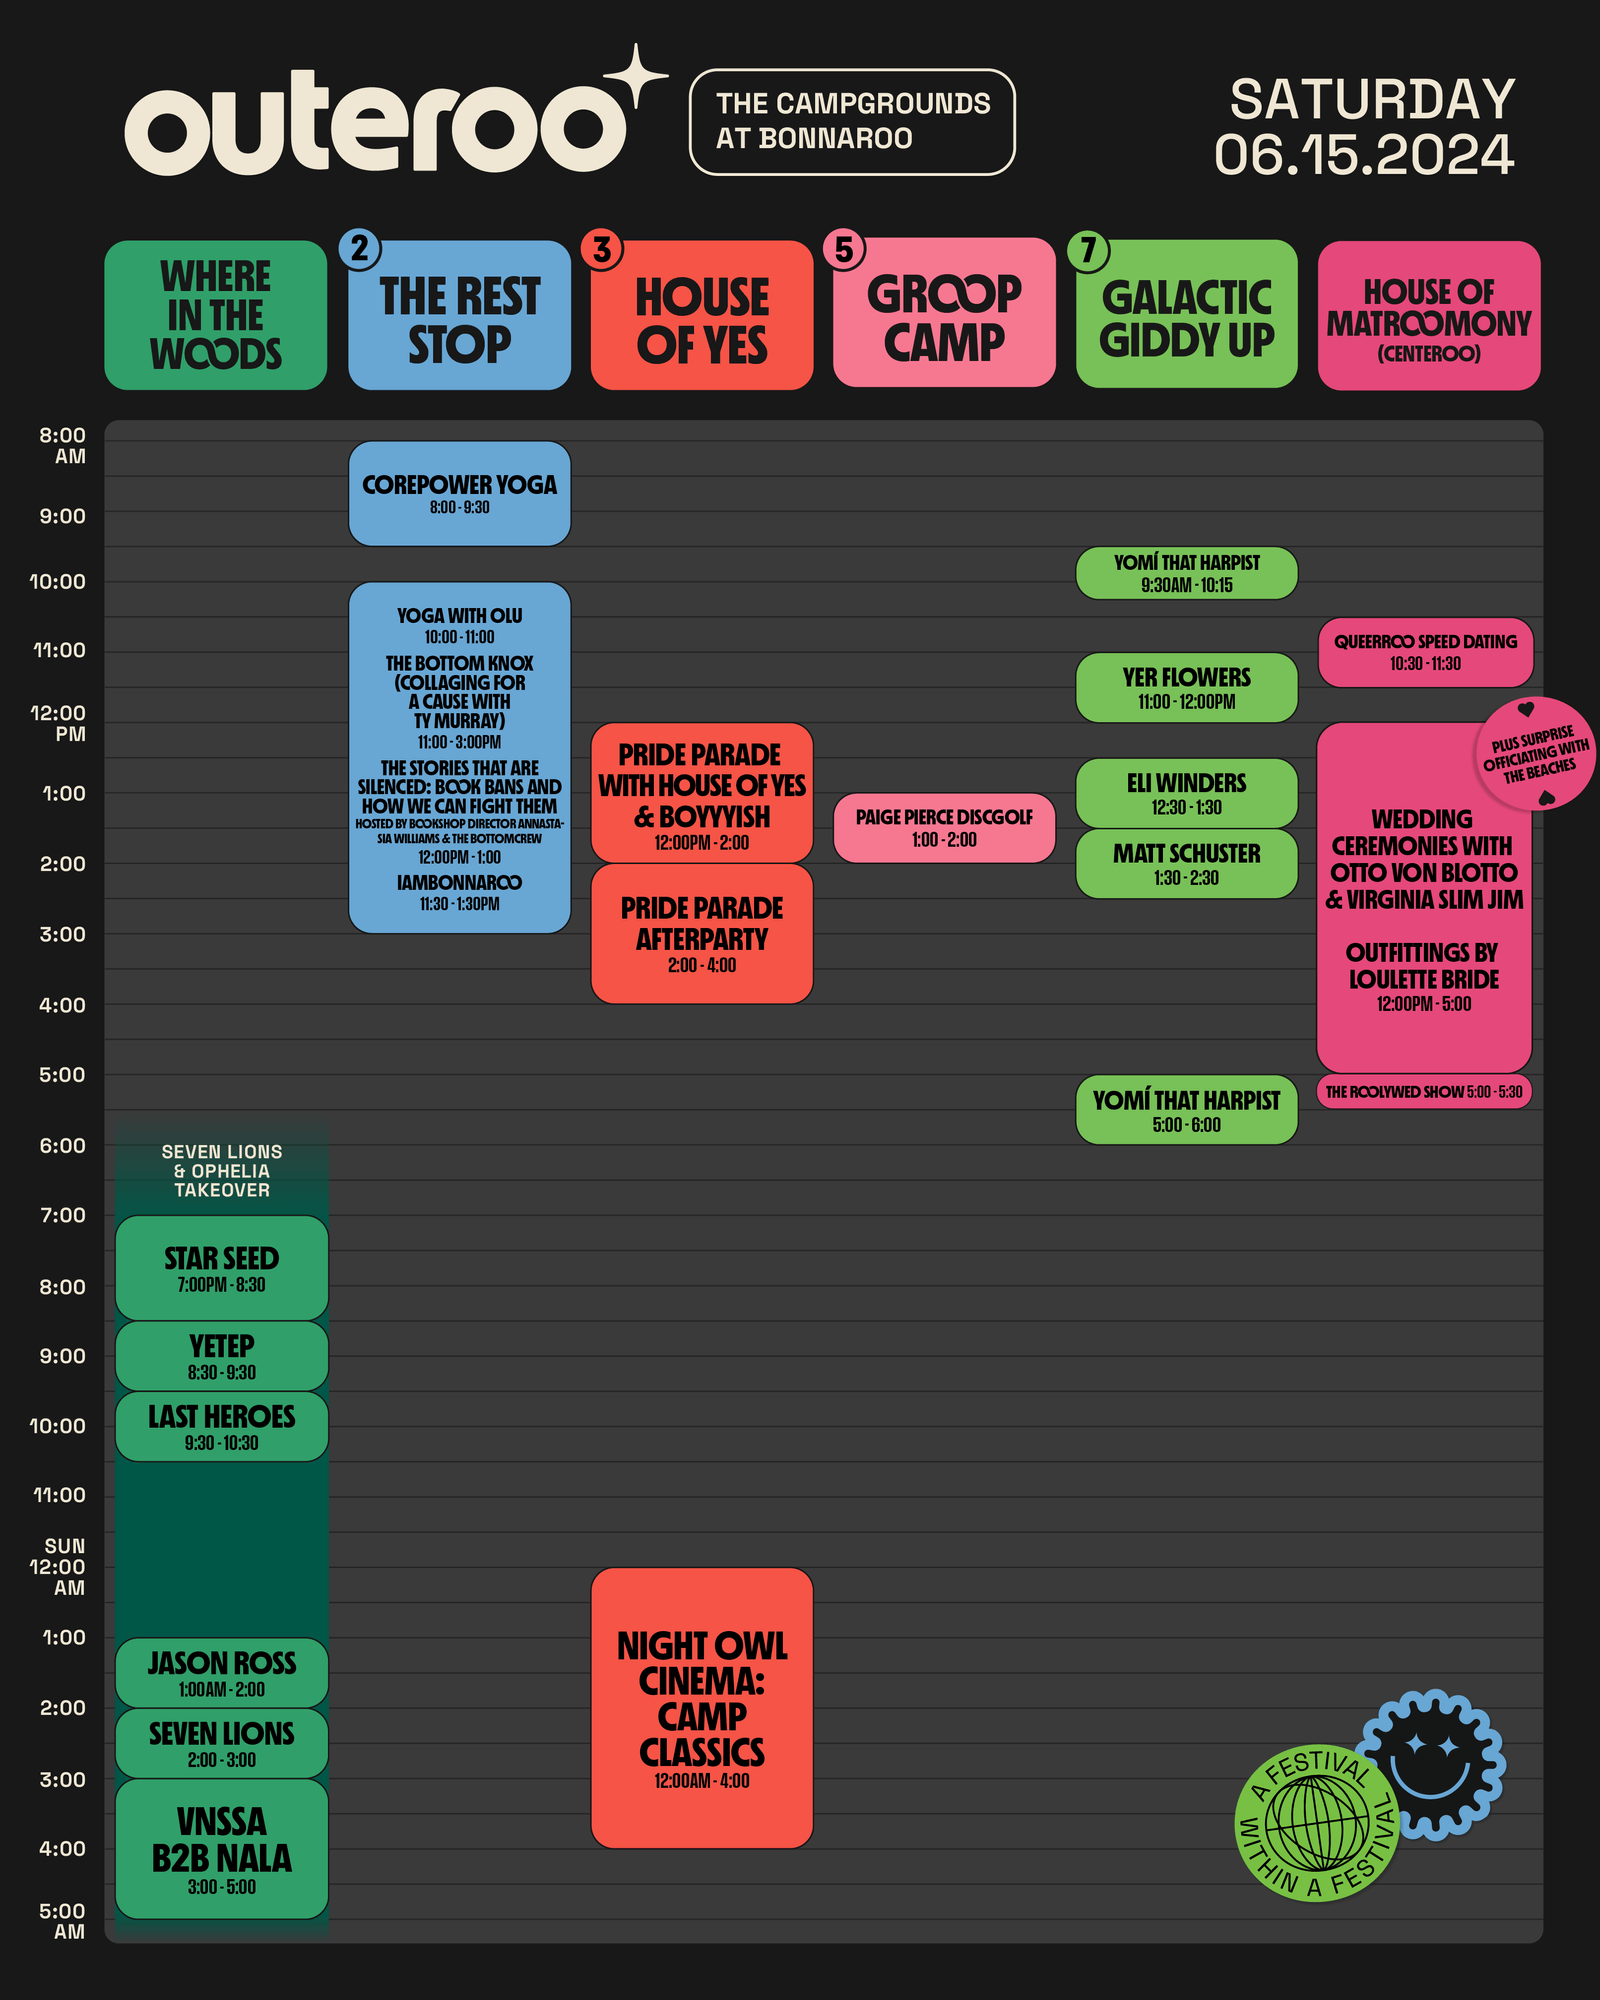 outeroo
THE CAMPGROUNDS
AT BONNAROO
SATURDAY
06.15.2024
WHERE
IN THE
WOODS
2
THE REST
STOP
3
HOUSE
OF YES
5
GROOP
CAMP
7
GALACTIC
GIDDY UP
HOUSE OF
MATROOMONY
(CENTEROO)
8:00
AM
9:00
10:00
11:00
12:00
PM
1:00
2:00
3:00
4:00
5:00
6:00
7:00
8:00
9:00
10:00
11:00
SUN
12:00
AM
1:00
2:00
3:00
4:00
5:00
AM
SEVEN LIONS
& OPHELIA
TAKEOVER
STAR SEED
7:00PM - 8:30
YETEP
8:30 - 9:30
LAST HEROES
9:30 - 10:30
JASON ROSS
1:00AM - 2:00
SEVEN LIONS
2:00 - 3:00
VNSSA
B2B NALA
3:00 - 5:00
COREPOWER YOGA
8:00 - 9:30
YOGA WITH OLU
10:00 - 11:00
THE BOTTOM KNOX
(COLLAGING FOR
A CAUSE WITH
TY MURRAY)
11:00 - 3:00PM
THE STORIES THAT ARE
SILENCED: BOOK BANS AND
HOW WE CAN FIGHT THEM
HOSTED BY BOOKSHOP DIRECTOR ANNASTA-
SIA WILLIAMS & THE BOTTOMCREW
12:00PM - 1:00
IAMBONNAROO
11:30 - 1:30PM
PRIDE PARADE
WITH HOUSE OF YES
& BOYYYISH
12:00PM - 2:00
PRIDE PARADE
AFTERPARTY
2:00 - 4:00
NIGHT OWL
CINEMA:
CAMP
CLASSICS
12:00AM - 4:00
PAIGE PIERCE DISCGOLF
1:00 - 2:00
YOMÍ THAT HARPIST
9:30AM - 10:15
YER FLOWERS
11:00 - 12:00PM
ELI WINDERS
12:30 - 1:30
MATT SCHUSTER
1:30 - 2:30
YOMÍ THAT HARPIST
5:00 - 6:00
QUEERROO SPEED DATING
10:30 - 11:30
PLUS SURPRISE
OFFICIATING WITH
THE BEACHES
WEDDING
CEREMONIES WITH
OTTO VON BLOTTO
& VIRGINIA SLIM JIM
OUTFITTINGS BY
LOULETTE BRIDE
12:00PM - 5:00
THE ROOLYWED SHOW 5:00 - 5:30
A FESTIVAL
WITHIN A FESTIVAL